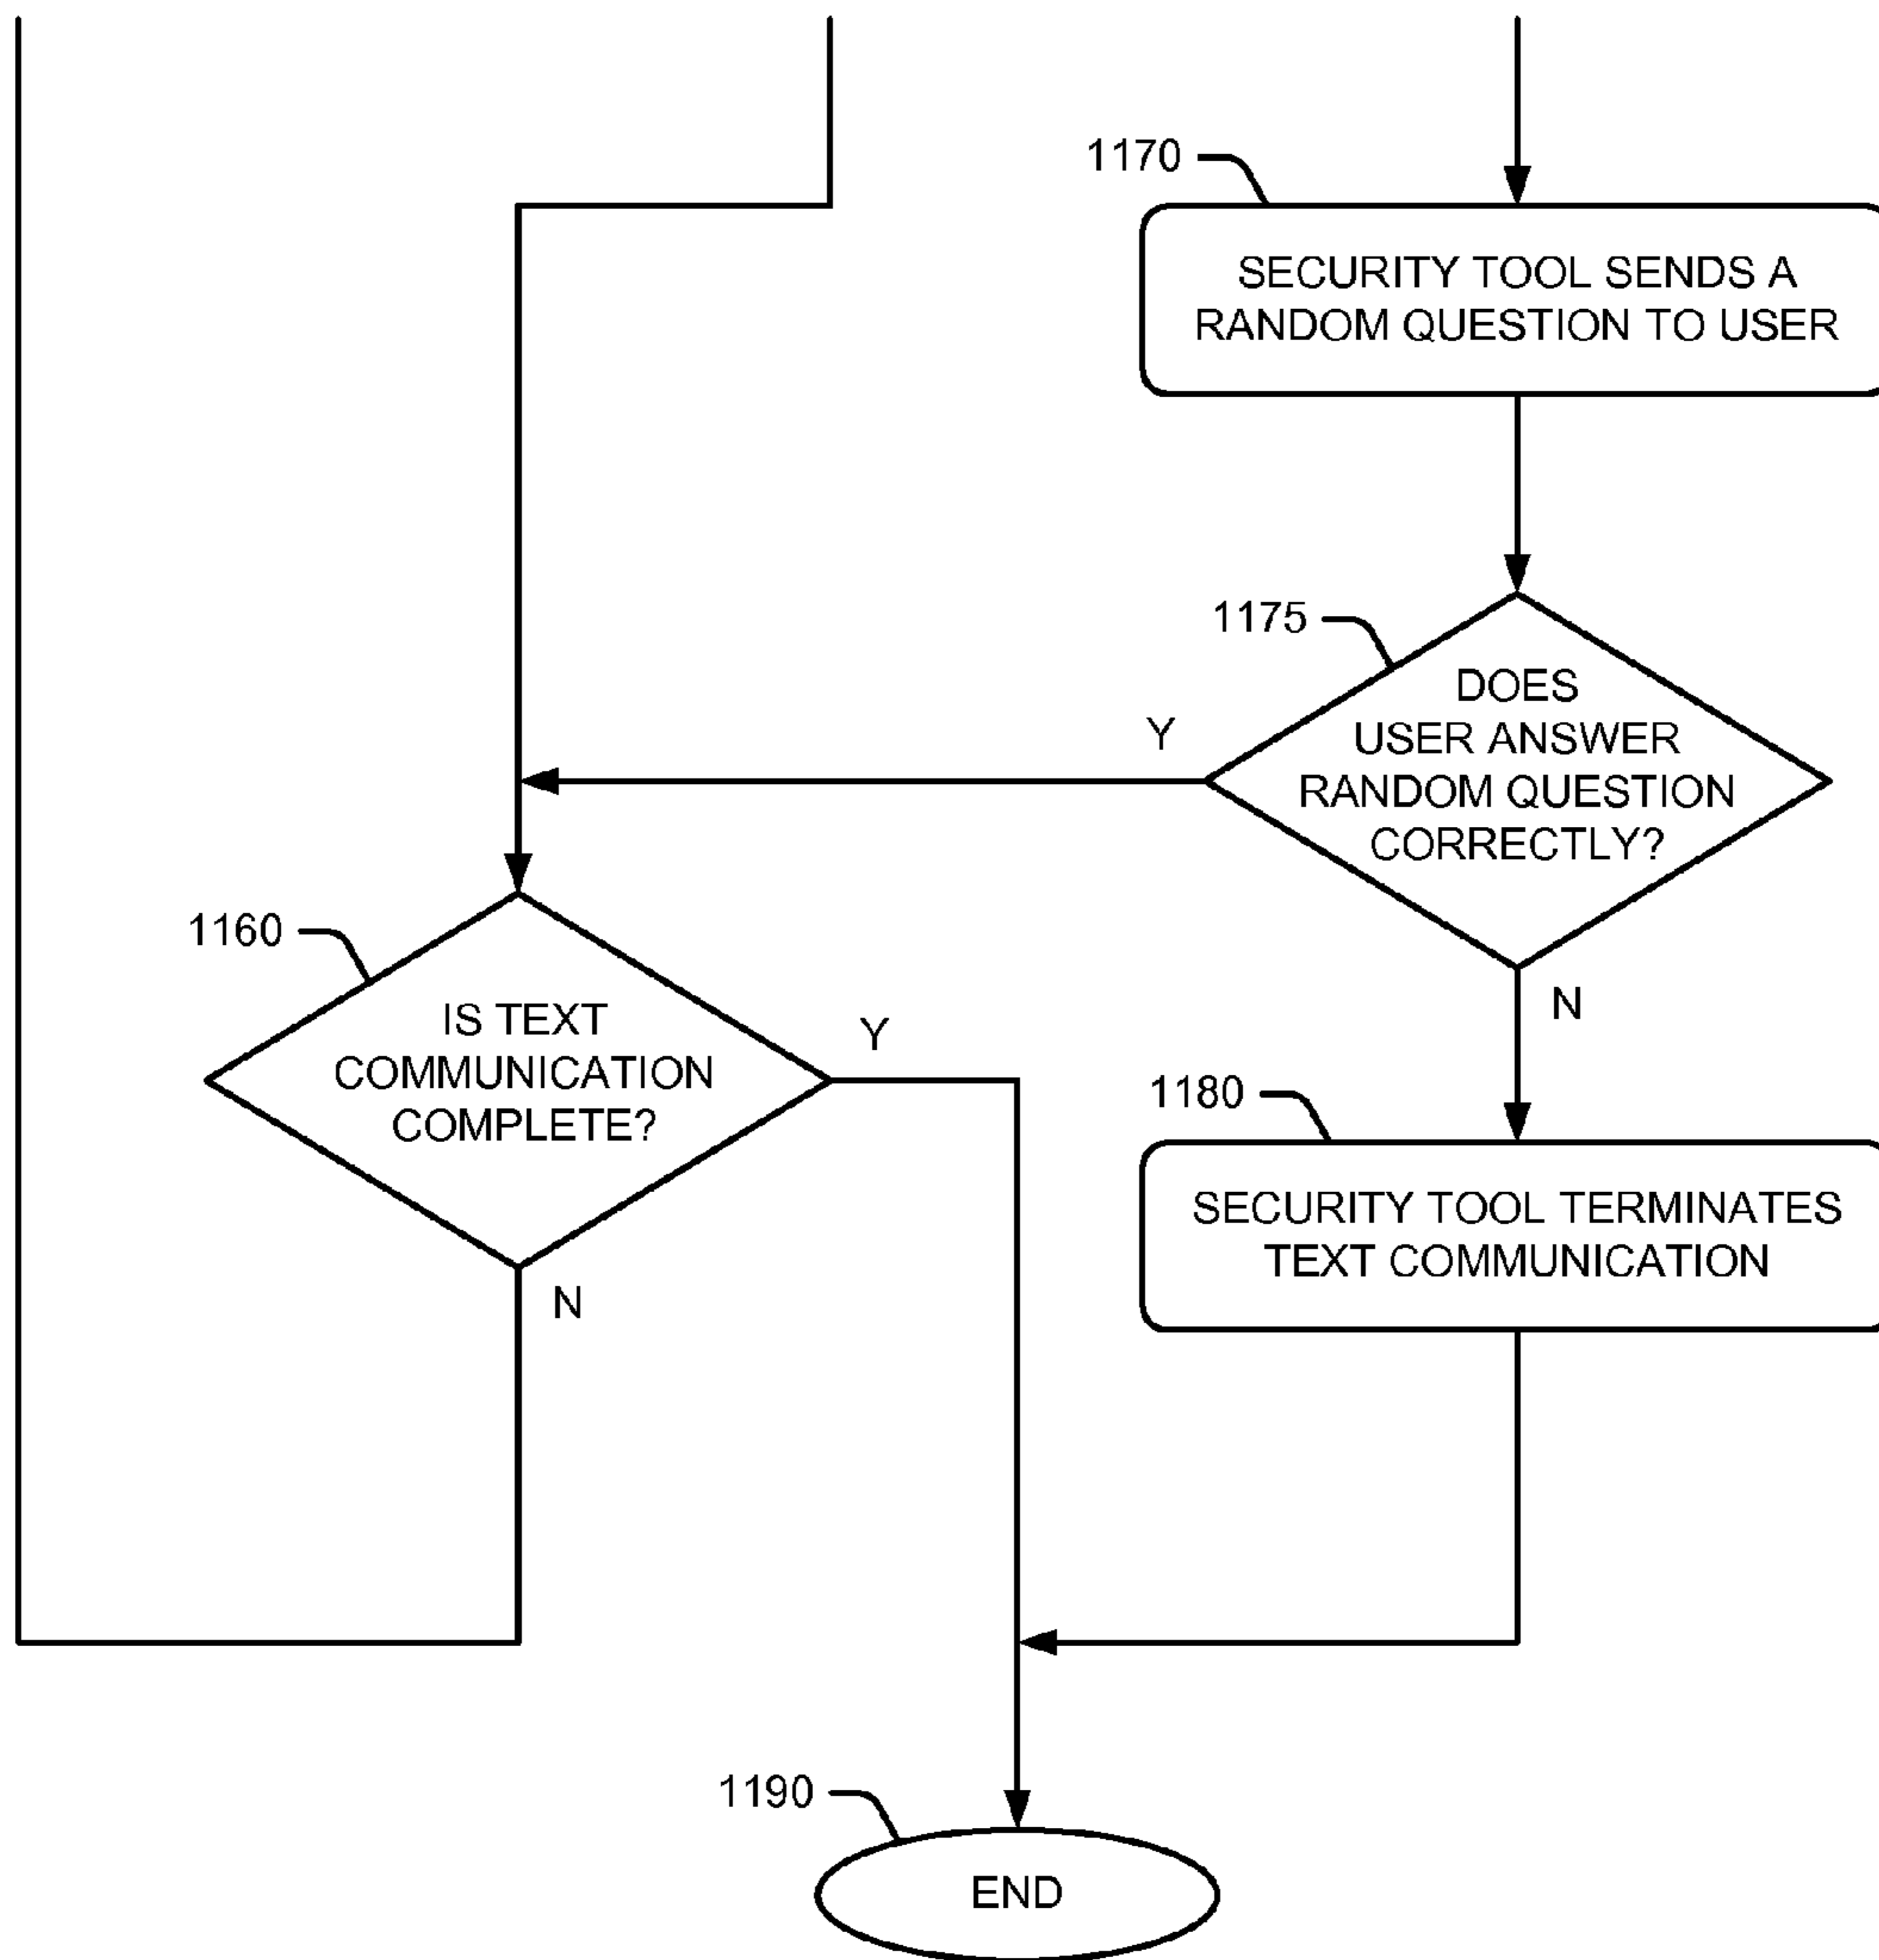 1170
SECURITY TOOL SENDS A
RANDOM QUESTION TO USER
1175
DOES
USER ANSWER
RANDOM QUESTION
CORRECTLY?
Y
N
1160
IS TEXT
COMMUNICATION
COMPLETE?
Y
N
1180
SECURITY TOOL TERMINATES
TEXT COMMUNICATION
1190
END